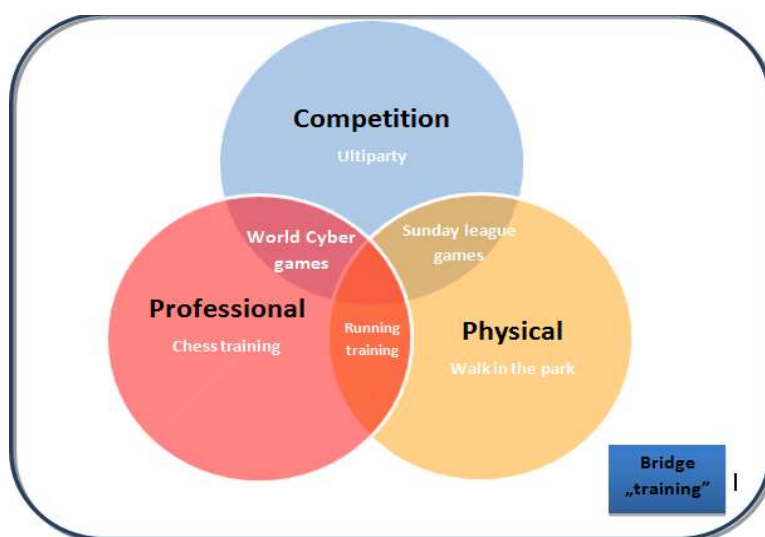 Competition
Ultiparty
World Cyber
games
Sunday league
games
Professional
Chess training
Running
training
Physical
Walk in the park
Bridge
„training”